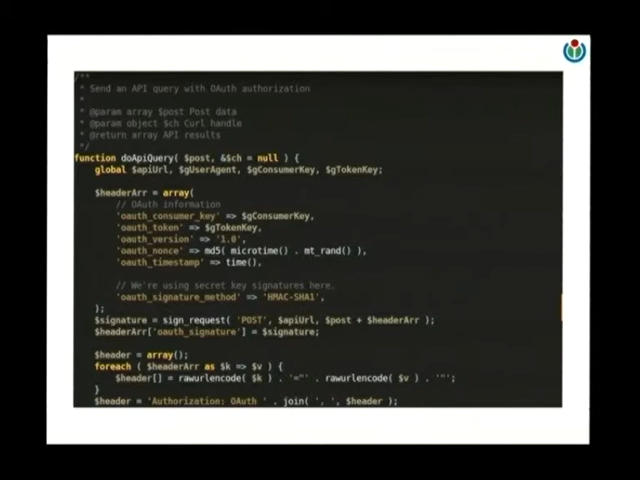 /**
 * Send an API query with OAuth authorization
 *
 * @param array $post Post data
 * @param object $ch Curl handle
 * @return array API results
 */
function doApiQuery( $post, &$ch = null ) {
    global $apiUrl, $gUserAgent, $gConsumerKey, $gTokenKey;
    $headerArr = array(
        // OAuth information
        'oauth_consumer_key' => $gConsumerKey,
        'oauth_token' => $gTokenKey,
        'oauth_version' => '1.0',
        'oauth_nonce' => md5( microtime() . mt_rand() ),
        'oauth_timestamp' => time(),
        // We're using secret key signatures here.
        'oauth_signature_method' => 'HMAC-SHA1',
    );
    $signature = sign_request( 'POST', $apiUrl, $post + $headerArr );
    $headerArr['oauth_signature'] = $signature;
    $header = array();
    foreach ( $headerArr as $k => $v ) {
        $header[] = rawurlencode( $k ) . '="' . rawurlencode( $v ) . '"';
    }
    $header = 'Authorization: OAuth ' . join( ', ', $header );